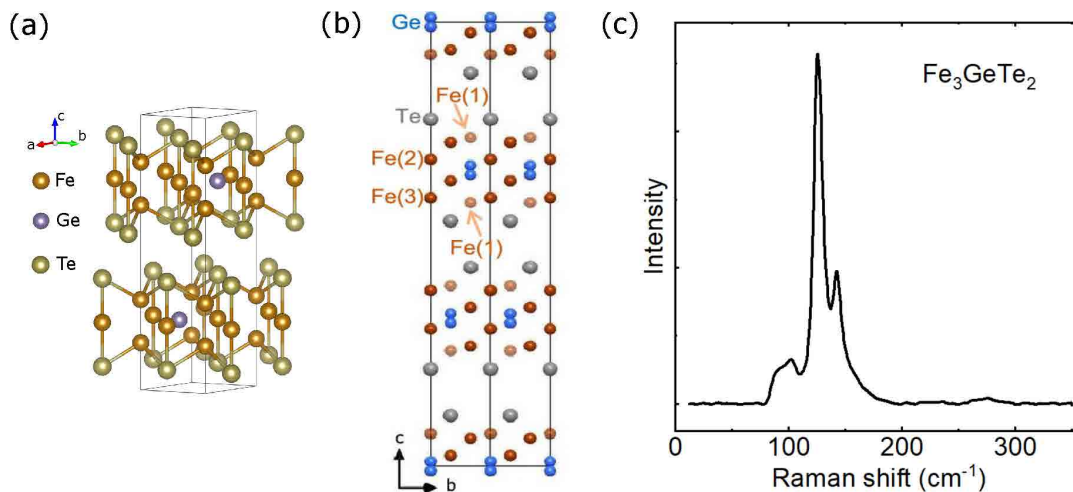 (a)
c
a
b
Fe
Ge
Te
(b)
Ge
Fe(1)
Te
Fe(2)
Fe(3)
Fe(1)
c
b
(c)
Fe₃GeTe₂
Intensity
0
100
200
300
Raman shift (cm⁻¹)